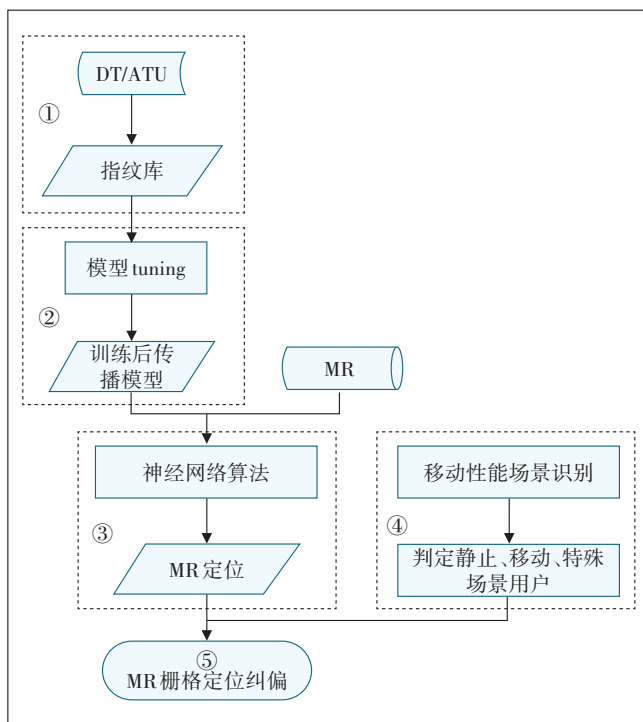 DT/ATU
①
指纹库
模型tuning
②
训练后传
播模型
MR
神经网络算法
移动性能场景识别
③
④
MR定位
判定静止、移动、特殊
场景用户
⑤
MR栅格定位纠偏